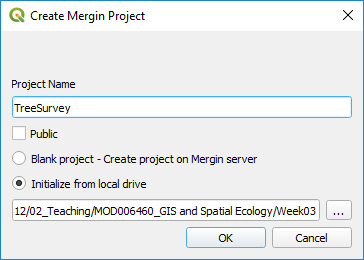 Create Mergin Project
Project Name
TreeSurvey
Public
Blank project - Create project on Mergin server
Initialize from local drive
12/02_Teaching/MOD006460_GIS and Spatial Ecology/Week03
...
OK
Cancel